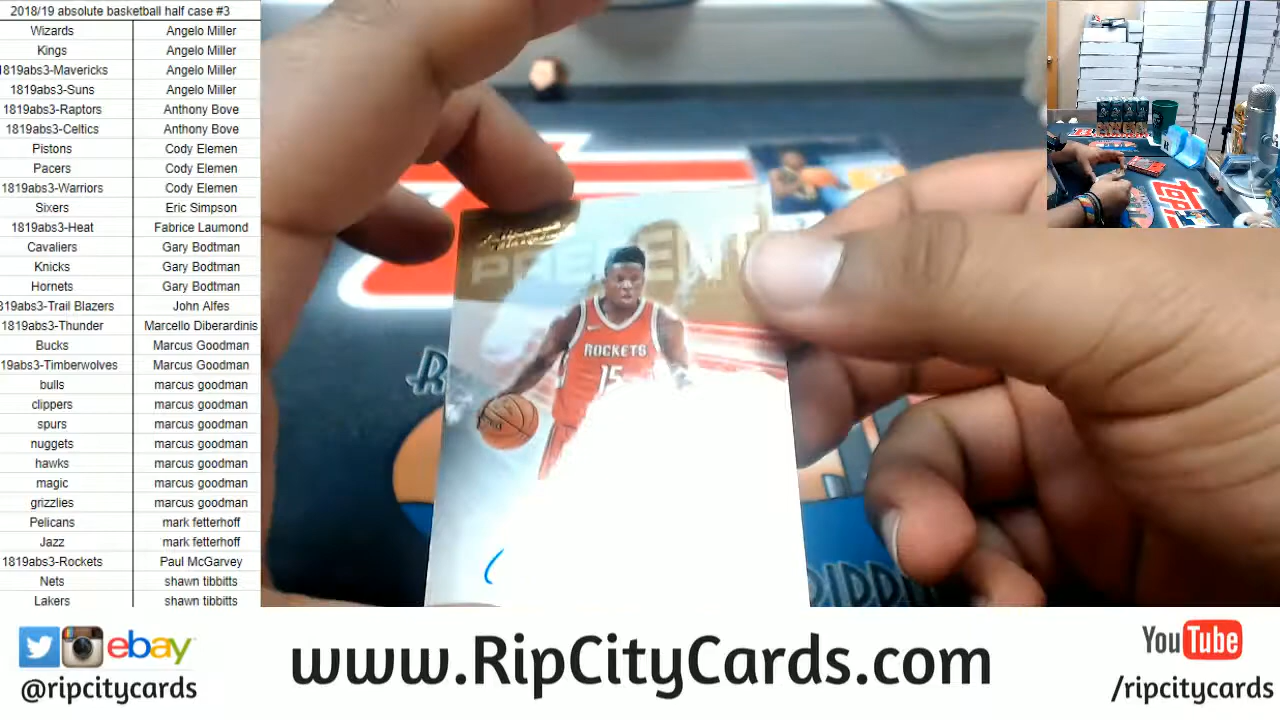 2018/19 absolute basketball half case #3
Wizards Angelo Miller
Kings Angelo Miller
1819abs3-Mavericks Angelo Miller
1819abs3-Suns Angelo Miller
1819abs3-Raptors Anthony Bove
1819abs3-Celtics Anthony Bove
Pistons Cody Elemen
Pacers Cody Elemen
1819abs3-Warriors Cody Elemen
Sixers Eric Simpson
1819abs3-Heat Fabrice Laumond
Cavaliers Gary Bodtman
Knicks Gary Bodtman
Hornets Gary Bodtman
819abs3-Trail Blazers John Alfes
1819abs3-Thunder Marcello Diberardinis
Bucks Marcus Goodman
19abs3-Timberwolves Marcus Goodman
bulls marcus goodman
clippers marcus goodman
spurs marcus goodman
nuggets marcus goodman
hawks marcus goodman
magic marcus goodman
grizzlies marcus goodman
Pelicans mark fetterhoff
Jazz mark fetterhoff
1819abs3-Rockets Paul McGarvey
Nets shawn tibbitts
Lakers shawn tibbitts
ROCKETS
15
ebay
@ripcitycards
www.RipCityCards.com
YouTube
/ripcitycards